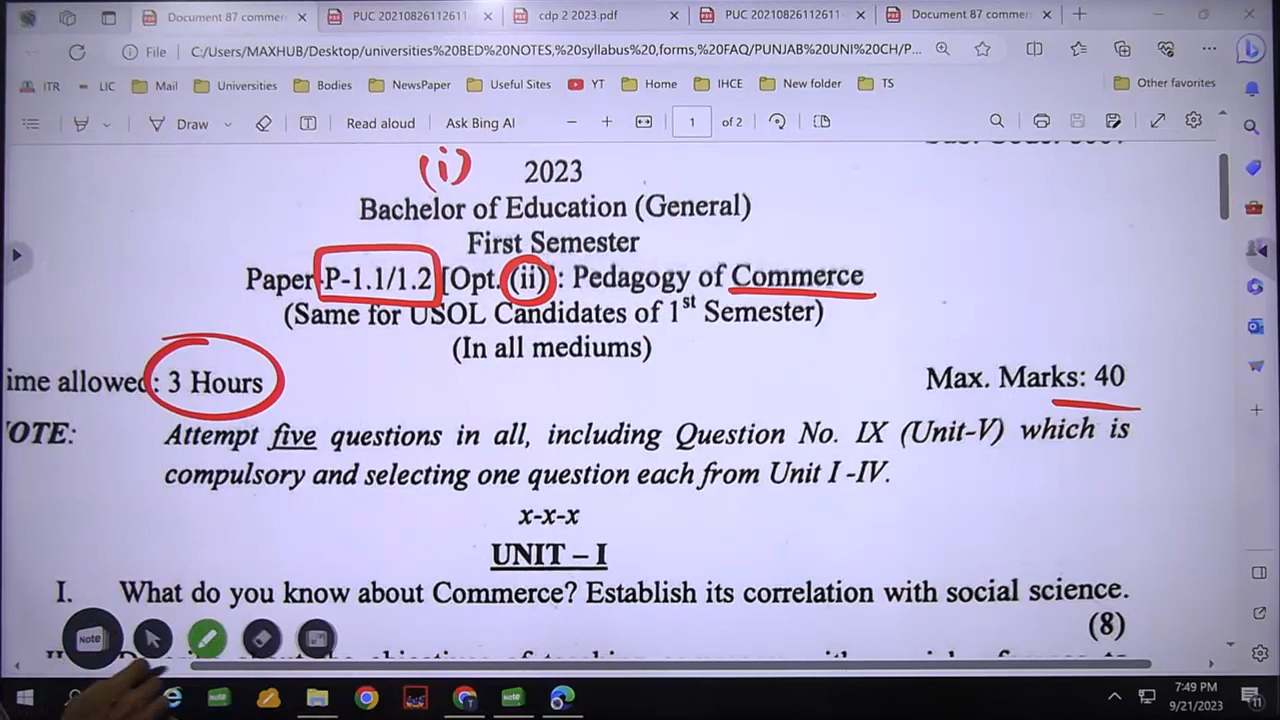 Document 87 commer
PUC 20210826112611
cdp 2 2023.pdf
PUC 20210826112611
Document 87 commer
File
C:/Users/MAXHUB/Desktop/universities%20BED%20NOTES,%20syllabus%20,forms,%20FAQ/PUNJAB%20UNI%20CH/P...
ITR
LIC
Mail
Universities
Bodies
NewsPaper
Useful Sites
YT
Home
IHCE
New folder
TS
Other favorites
Draw
Read aloud
Ask Bing AI
1
of 2
(i)
2023
Bachelor of Education (General)
First Semester
Paper-P-1.1/1.2 [Opt. (ii)]: Pedagogy of Commerce
(Same for USOL Candidates of 1st Semester)
(In all mediums)
ime allowed: 3 Hours
Max. Marks: 40
OTE:
Attempt five questions in all, including Question No. IX (Unit-V) which is
compulsory and selecting one question each from Unit I -IV.
x-x-x
UNIT – I
I. What do you know about Commerce? Establish its correlation with social science.
(8)
Note
Note
Note
7:49 PM
9/21/2023
11